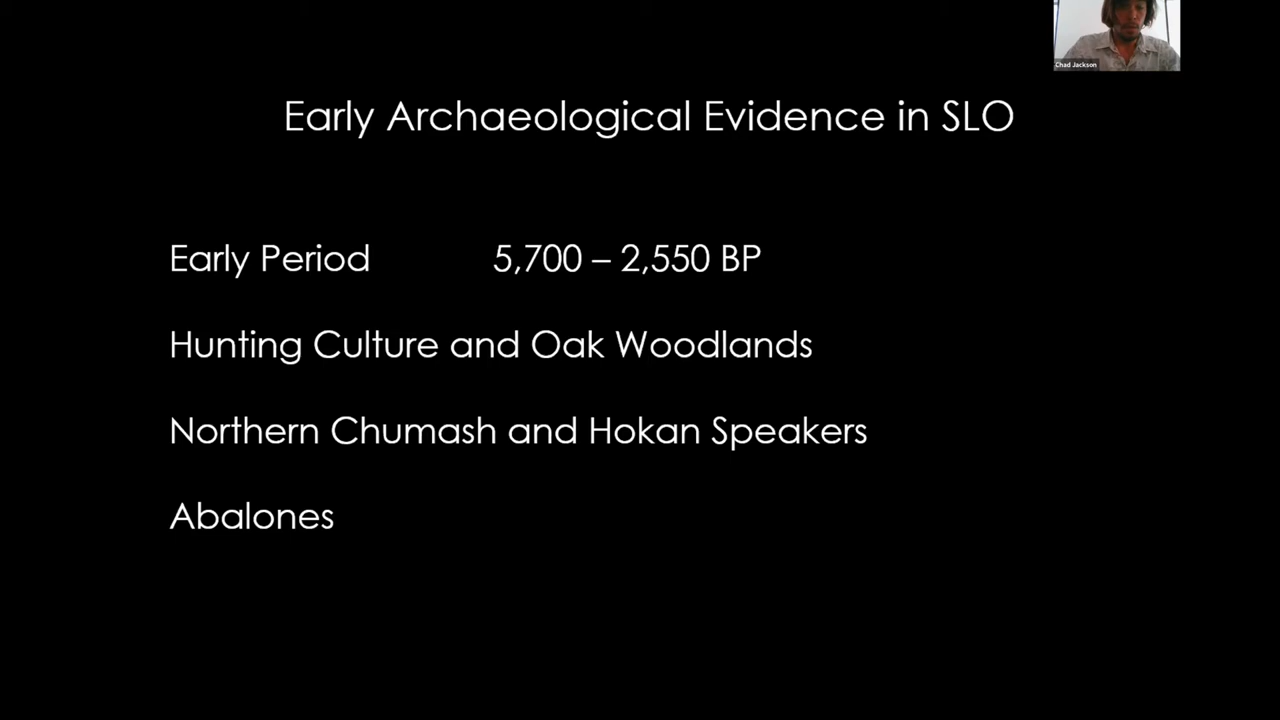 Chad Jackson
Early Archaeological Evidence in SLO
Early Period 5,700 – 2,550 BP
Hunting Culture and Oak Woodlands
Northern Chumash and Hokan Speakers
Abalones